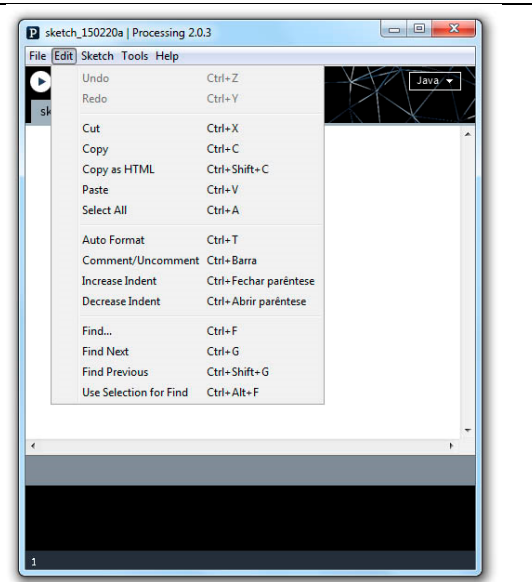 sketch_150220a | Processing 2.0.3
File Edit Sketch Tools Help
Java
Undo Ctrl+Z
Redo Ctrl+Y
Cut Ctrl+X
Copy Ctrl+C
Copy as HTML Ctrl+Shift+C
Paste Ctrl+V
Select All Ctrl+A
Auto Format Ctrl+T
Comment/Uncomment Ctrl+Barra
Increase Indent Ctrl+Fechar parêntese
Decrease Indent Ctrl+Abrir parêntese
Find... Ctrl+F
Find Next Ctrl+G
Find Previous Ctrl+Shift+G
Use Selection for Find Ctrl+Alt+F
1